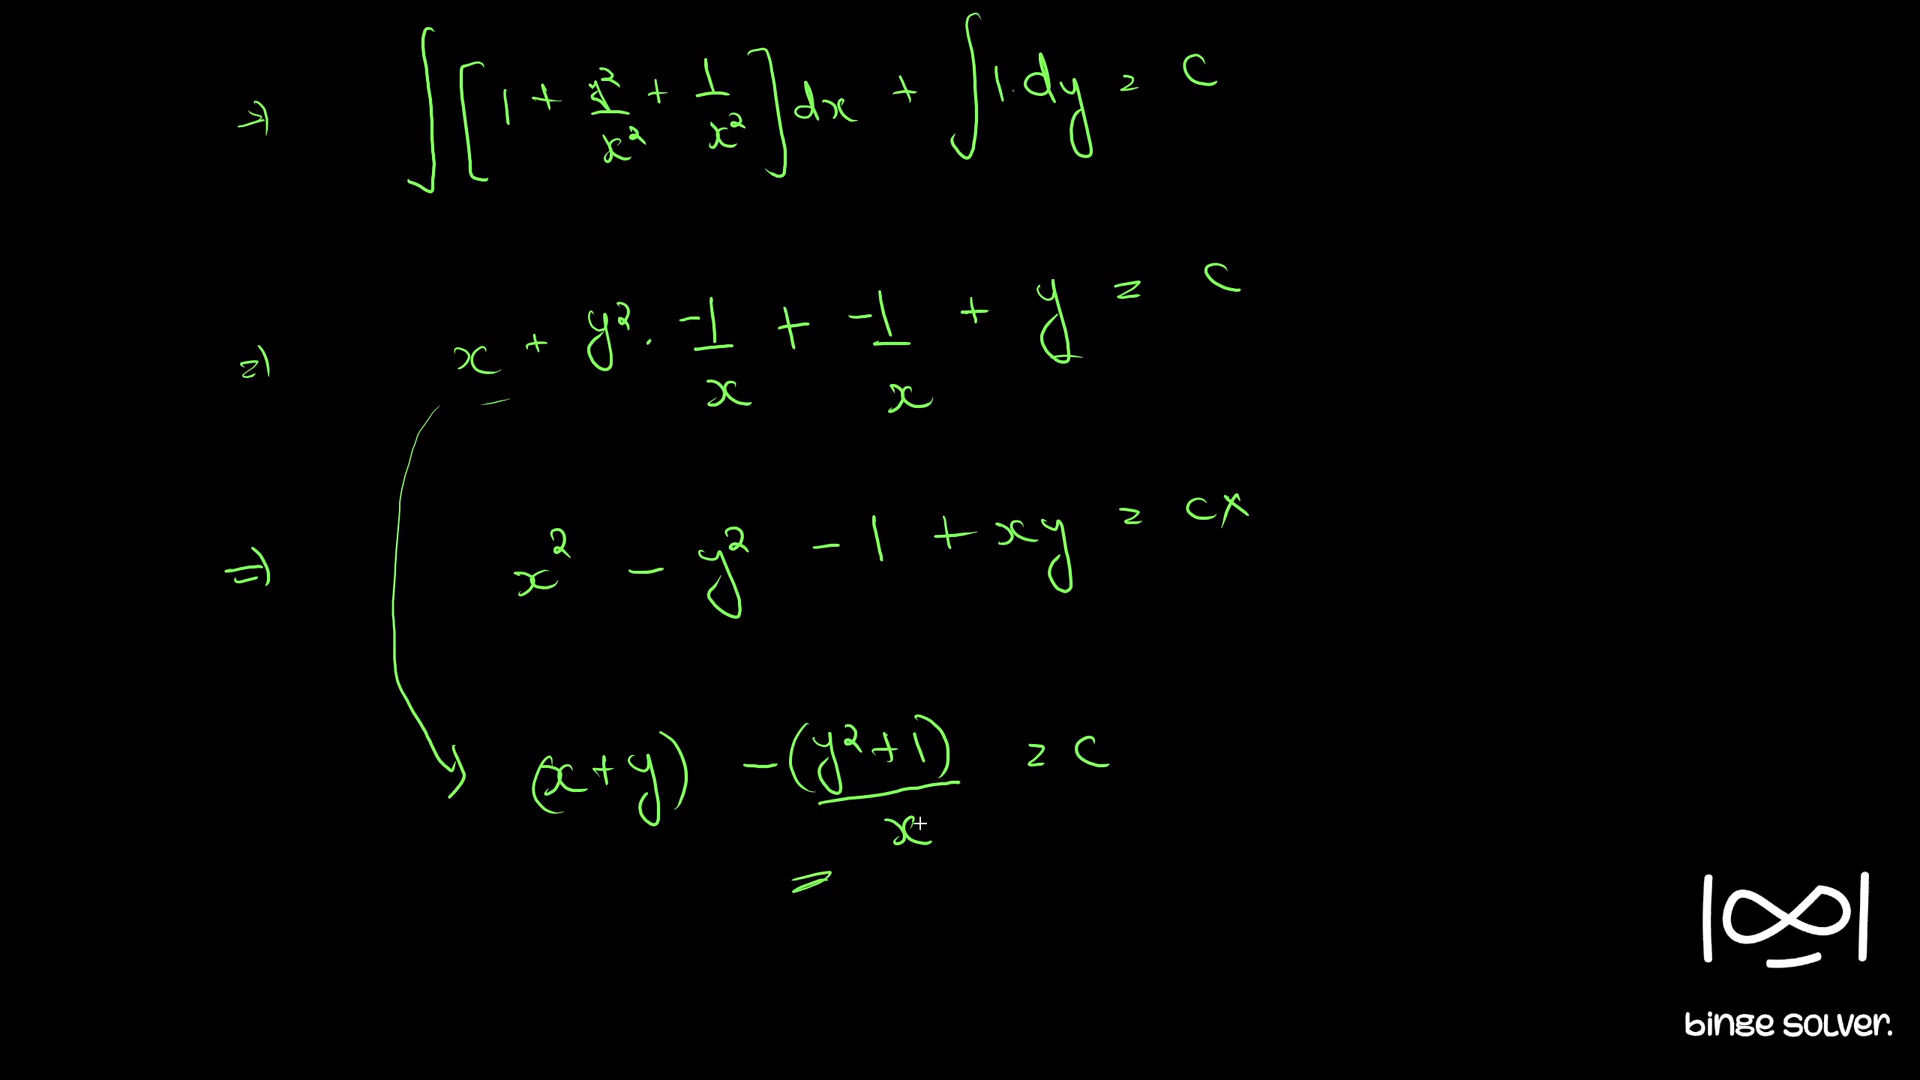 ⇒ ∫ [1 + y²/x² + 1/x²] dx + ∫ 1. dy = c
⇒ x + y² . -1/x + -1/x + y = c
⇒ x² - y² - 1 + xy = cx
(x + y) - (y² + 1)/x = c
binge solver.